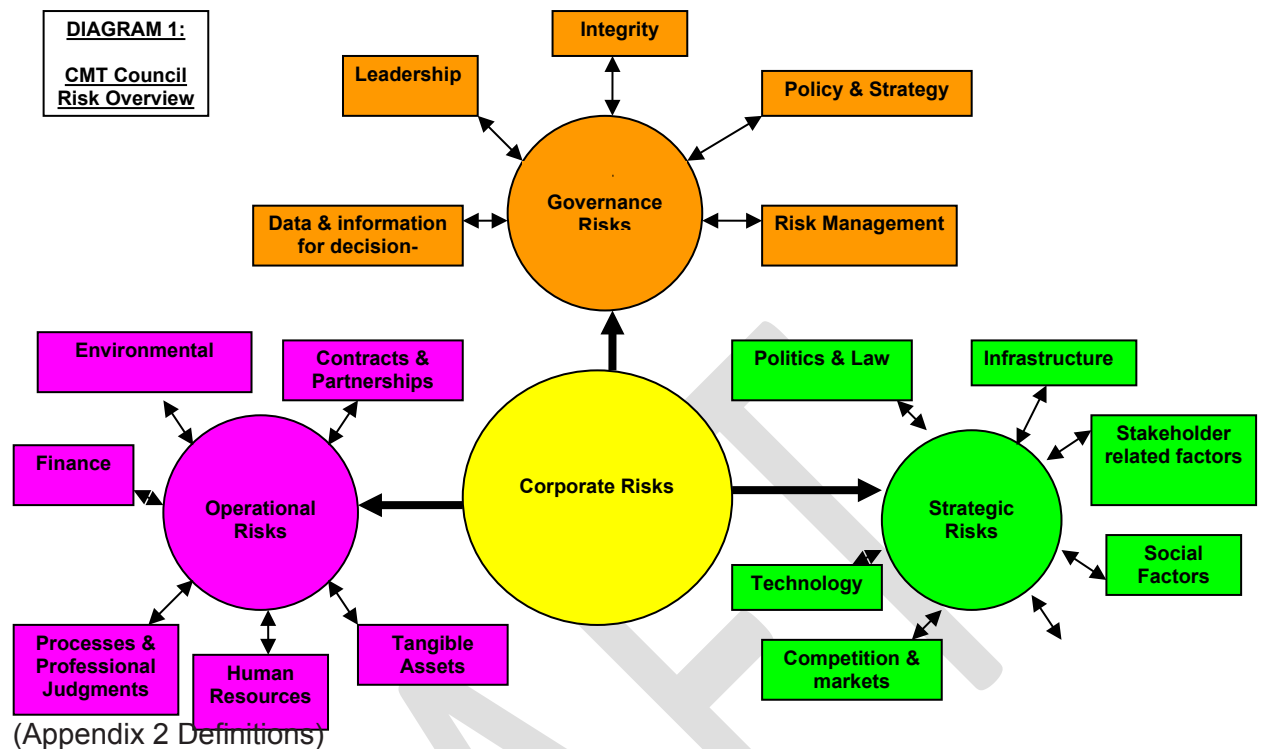 DIAGRAM 1:
CMT Council
Risk Overview
Integrity
Leadership
Policy & Strategy
Governance
Risks
Data & information
for decision-
Risk Management
Environmental
Contracts &
Partnerships
Politics & Law
Infrastructure
Finance
Stakeholder
related factors
Operational
Risks
Corporate Risks
Strategic
Risks
Technology
Social
Factors
Processes &
Professional
Judgments
Human
Resources
Tangible
Assets
Competition &
markets
(Appendix 2 Definitions)